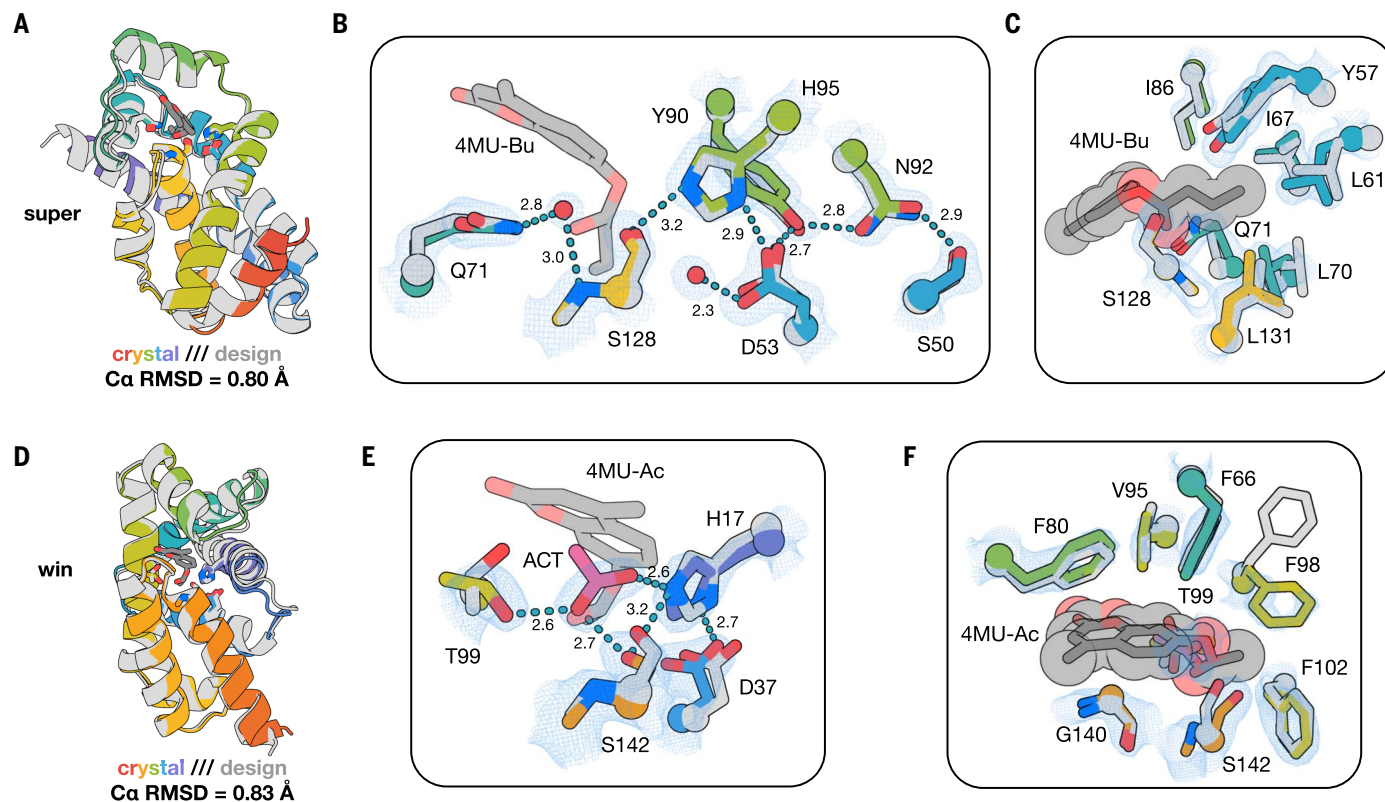 A
super
crystal /// design
Cα RMSD = 0.80 Å
B
4MU-Bu
Y90
H95
N92
2.8
3.2
2.8
2.9
2.9
2.7
3.0
Q71
2.3
S128
D53
S50
C
I86
Y57
I67
4MU-Bu
L61
Q71
L70
S128
L131
D
win
crystal /// design
Cα RMSD = 0.83 Å
E
4MU-Ac
H17
ACT
2.6
3.2
2.6
2.7
2.7
T99
D37
S142
F
F66
V95
F80
F98
T99
4MU-Ac
F102
G140
S142